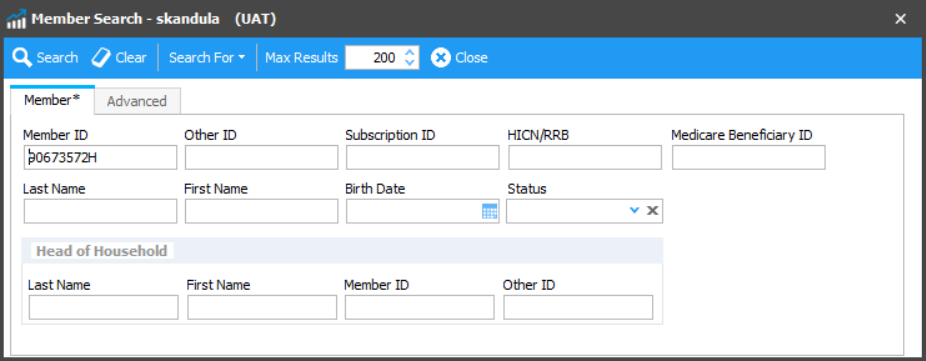 Member Search - skandula (UAT)
Search Clear Search For Max Results 200 Close
Member* Advanced
Member ID Other ID Subscription ID HICN/RRB Medicare Beneficiary ID
90673572H
Last Name First Name Birth Date Status
Head of Household
Last Name First Name Member ID Other ID